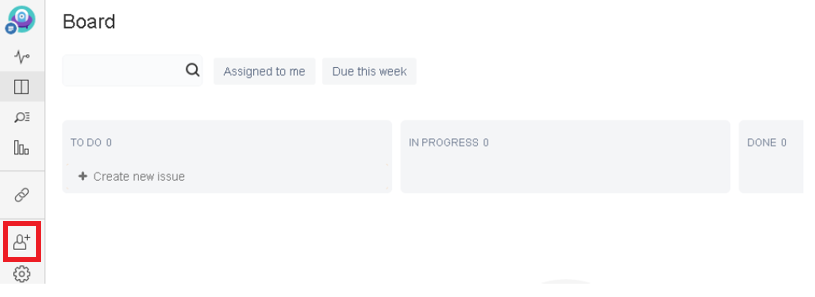 Board
Assigned to me
Due this week
TO DO 0
IN PROGRESS 0
DONE 0
+ Create new issue